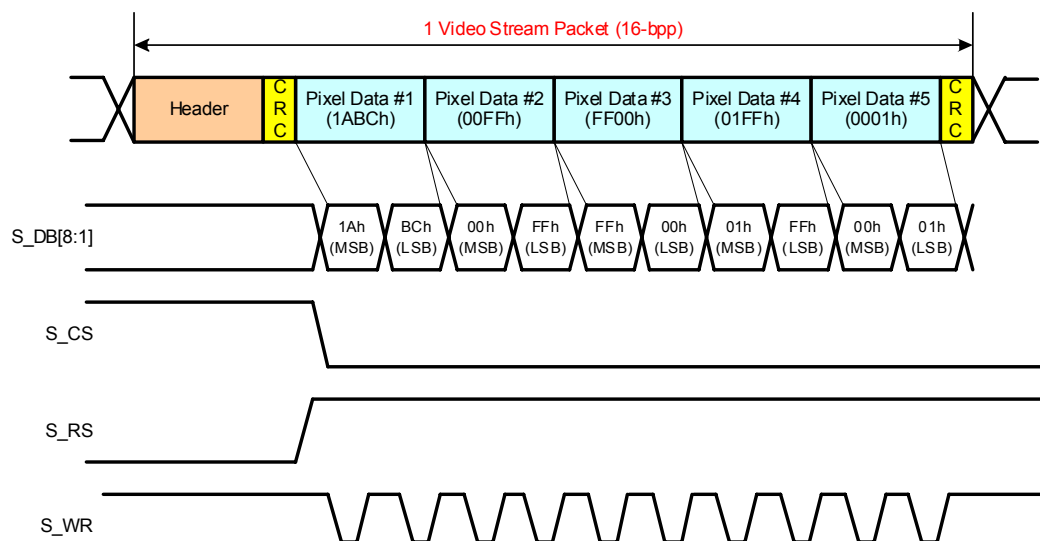 1 Video Stream Packet (16-bpp)
Header
C
R
C
Pixel Data #1
(1ABCh)
Pixel Data #2
(00FFh)
Pixel Data #3
(FF00h)
Pixel Data #4
(01FFh)
Pixel Data #5
(0001h)
C
R
C
S_DB[8:1]
1Ah
(MSB)
BCh
(LSB)
00h
(MSB)
FFh
(LSB)
FFh
(MSB)
00h
(LSB)
01h
(MSB)
FFh
(LSB)
00h
(MSB)
01h
(LSB)
S_CS
S_RS
S_WR